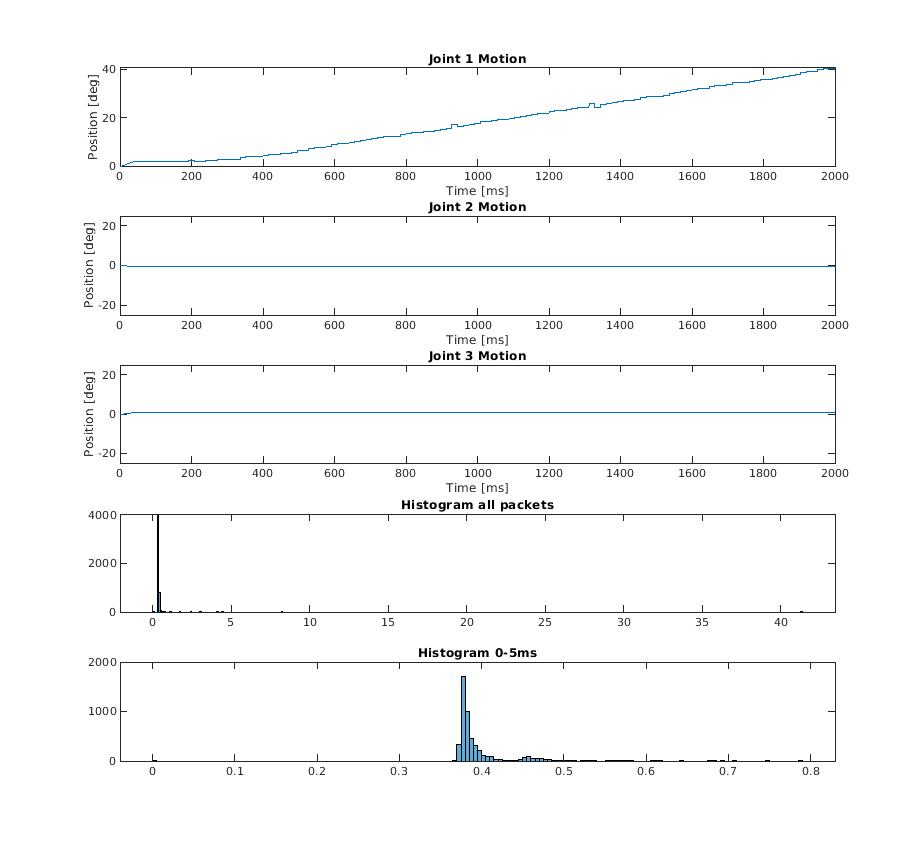 Joint 1 Motion
40
20
0
Position [deg]
0 200 400 600 800 1000 1200 1400 1600 1800 2000
Time [ms]
Joint 2 Motion
20
0
-20
Position [deg]
0 200 400 600 800 1000 1200 1400 1600 1800 2000
Time [ms]
Joint 3 Motion
20
0
-20
Position [deg]
0 200 400 600 800 1000 1200 1400 1600 1800 2000
Time [ms]
Histogram all packets
4000
2000
0
0 5 10 15 20 25 30 35 40
Histogram 0-5ms
2000
1000
0
0 0.1 0.2 0.3 0.4 0.5 0.6 0.7 0.8